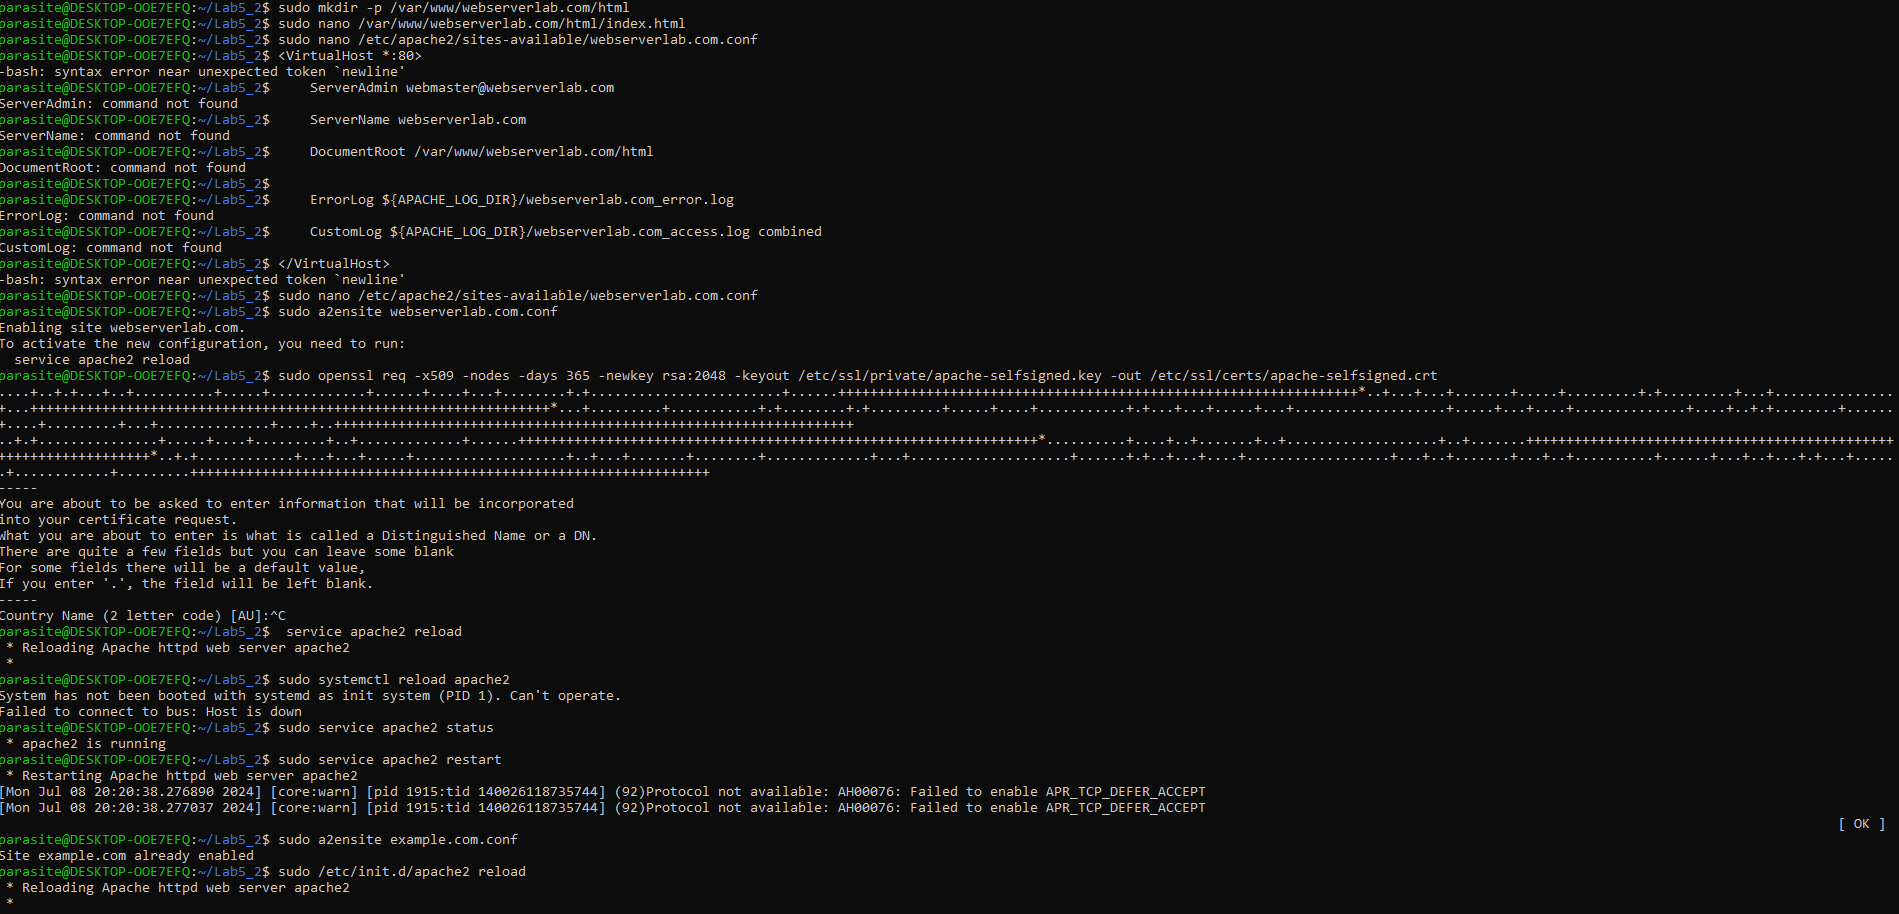 parasite@DESKTOP-OOE7EFQ:~/Lab5_2$ sudo mkdir -p /var/www/webserverlab.com/html
parasite@DESKTOP-OOE7EFQ:~/Lab5_2$ sudo nano /var/www/webserverlab.com/html/index.html
parasite@DESKTOP-OOE7EFQ:~/Lab5_2$ sudo nano /etc/apache2/sites-available/webserverlab.com.conf
parasite@DESKTOP-OOE7EFQ:~/Lab5_2$ <VirtualHost *:80>
-bash: syntax error near unexpected token `newline'
parasite@DESKTOP-OOE7EFQ:~/Lab5_2$     ServerAdmin webmaster@webserverlab.com
ServerAdmin: command not found
parasite@DESKTOP-OOE7EFQ:~/Lab5_2$     ServerName webserverlab.com
ServerName: command not found
parasite@DESKTOP-OOE7EFQ:~/Lab5_2$     DocumentRoot /var/www/webserverlab.com/html
DocumentRoot: command not found
parasite@DESKTOP-OOE7EFQ:~/Lab5_2$
parasite@DESKTOP-OOE7EFQ:~/Lab5_2$     ErrorLog ${APACHE_LOG_DIR}/webserverlab.com_error.log
ErrorLog: command not found
parasite@DESKTOP-OOE7EFQ:~/Lab5_2$     CustomLog ${APACHE_LOG_DIR}/webserverlab.com_access.log combined
CustomLog: command not found
parasite@DESKTOP-OOE7EFQ:~/Lab5_2$ </VirtualHost>
-bash: syntax error near unexpected token `newline'
parasite@DESKTOP-OOE7EFQ:~/Lab5_2$ sudo nano /etc/apache2/sites-available/webserverlab.com.conf
parasite@DESKTOP-OOE7EFQ:~/Lab5_2$ sudo a2ensite webserverlab.com.conf
Enabling site webserverlab.com.
To activate the new configuration, you need to run:
  service apache2 reload
parasite@DESKTOP-OOE7EFQ:~/Lab5_2$ sudo openssl req -x509 -nodes -days 365 -newkey rsa:2048 -keyout /etc/ssl/private/apache-selfsigned.key -out /etc/ssl/certs/apache-selfsigned.crt
-----
You are about to be asked to enter information that will be incorporated
into your certificate request.
What you are about to enter is what is called a Distinguished Name or a DN.
There are quite a few fields but you can leave some blank
For some fields there will be a default value,
If you enter '.', the field will be left blank.
-----
Country Name (2 letter code) [AU]:^C
parasite@DESKTOP-OOE7EFQ:~/Lab5_2$  service apache2 reload
 * Reloading Apache httpd web server apache2
 *
parasite@DESKTOP-OOE7EFQ:~/Lab5_2$ sudo systemctl reload apache2
System has not been booted with systemd as init system (PID 1). Can't operate.
Failed to connect to bus: Host is down
parasite@DESKTOP-OOE7EFQ:~/Lab5_2$ sudo service apache2 status
 * apache2 is running
parasite@DESKTOP-OOE7EFQ:~/Lab5_2$ sudo service apache2 restart
 * Restarting Apache httpd web server apache2
[Mon Jul 08 20:20:38.276890 2024] [core:warn] [pid 1915:tid 140026118735744] (92)Protocol not available: AH00076: Failed to enable APR_TCP_DEFER_ACCEPT
[Mon Jul 08 20:20:38.277037 2024] [core:warn] [pid 1915:tid 140026118735744] (92)Protocol not available: AH00076: Failed to enable APR_TCP_DEFER_ACCEPT
[ OK ]
parasite@DESKTOP-OOE7EFQ:~/Lab5_2$ sudo a2ensite example.com.conf
Site example.com already enabled
parasite@DESKTOP-OOE7EFQ:~/Lab5_2$ sudo /etc/init.d/apache2 reload
 * Reloading Apache httpd web server apache2
 *